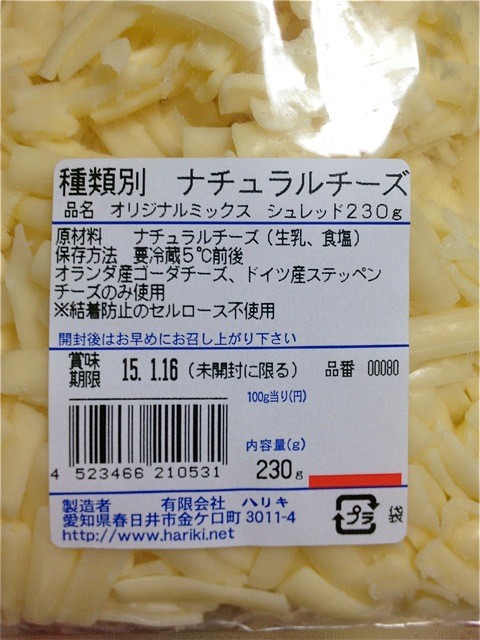 種類別 ナチュラルチーズ
品名 オリジナルミックス シュレッド230g
原材料 ナチュラルチーズ(生乳、食塩)
保存方法 要冷蔵5℃前後
オランダ産ゴーダチーズ、ドイツ産ステッペン
チーズのみ使用
※結着防止のセルロース不使用
開封後はお早めにお召し上がり下さい
賞味期限 15.1.16 (未開封に限る) 品番 00080
100g当り(円)
内容量(g)
230g
4 523466 210531
製造者 有限会社 ハリキ
愛知県春日井市金ケ口町 3011-4
http://www.hariki.net
プラ 袋